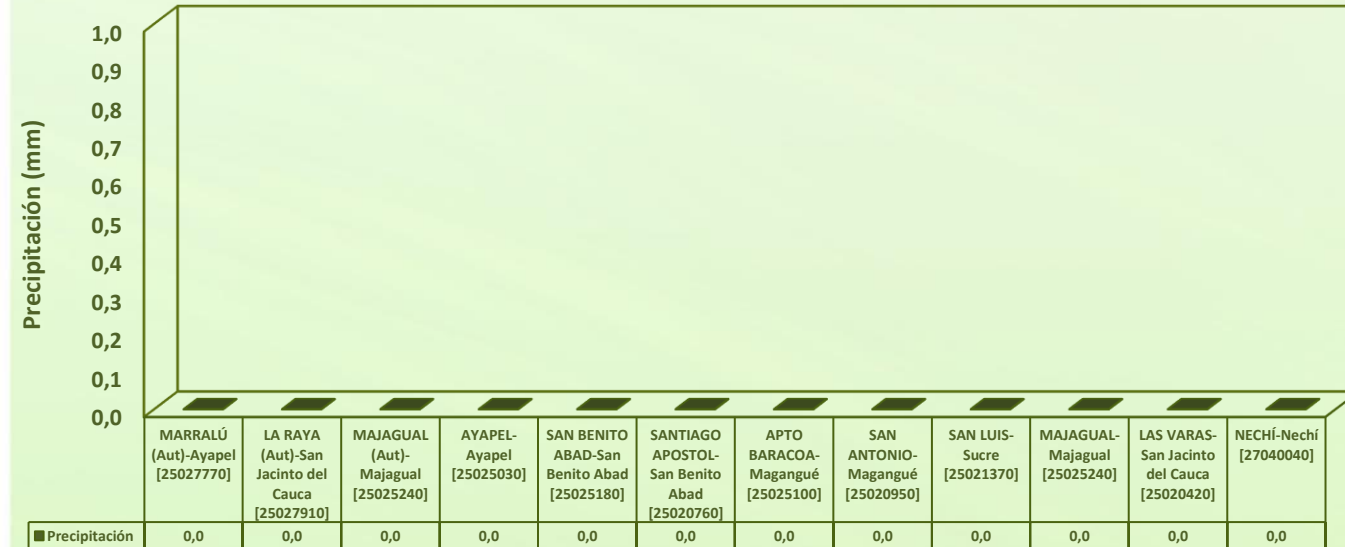 Precipitación (mm)
1,0
0,9
0,8
0,7
0,6
0,5
0,4
0,3
0,2
0,1
0,0
MARRALÚ
(Aut)-Ayapel
[25027770]
LA RAYA
(Aut)-San
Jacinto del
Cauca
[25027910]
MAJAGUAL
(Aut)-
Majagual
[25025240]
AYAPEL-
Ayapel
[25025030]
SAN BENITO
ABAD-San
Benito Abad
[25025180]
SANTIAGO
APOSTOL-
San Benito
Abad
[25020760]
APTO
BARACOA-
Magangué
[25025100]
SAN
ANTONIO-
Magangué
[25020950]
SAN LUIS-
Sucre
[25021370]
MAJAGUAL-
Majagual
[25025240]
LAS VARAS-
San Jacinto
del Cauca
[25020420]
NECHÍ-Nechí
[27040040]
Precipitación 0,0 0,0 0,0 0,0 0,0 0,0 0,0 0,0 0,0 0,0 0,0 0,0